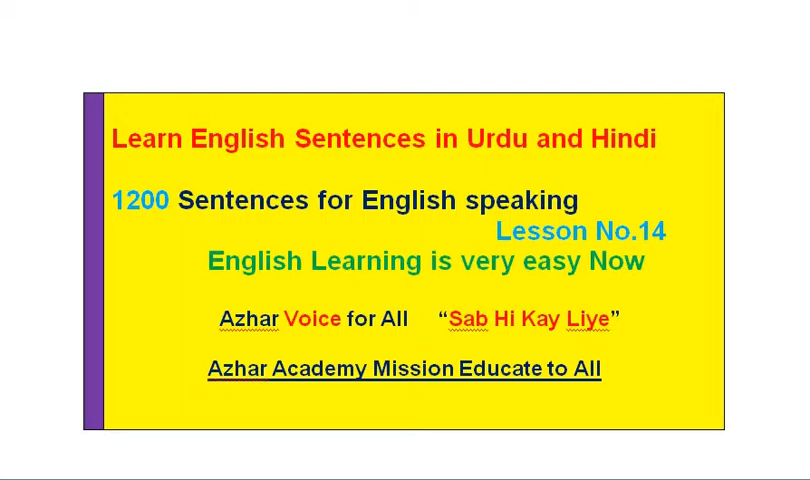 Learn English Sentences in Urdu and Hindi
1200 Sentences for English speaking
Lesson No.14
English Learning is very easy Now
Azhar Voice for All “Sab Hi Kay Liye”
Azhar Academy Mission Educate to All